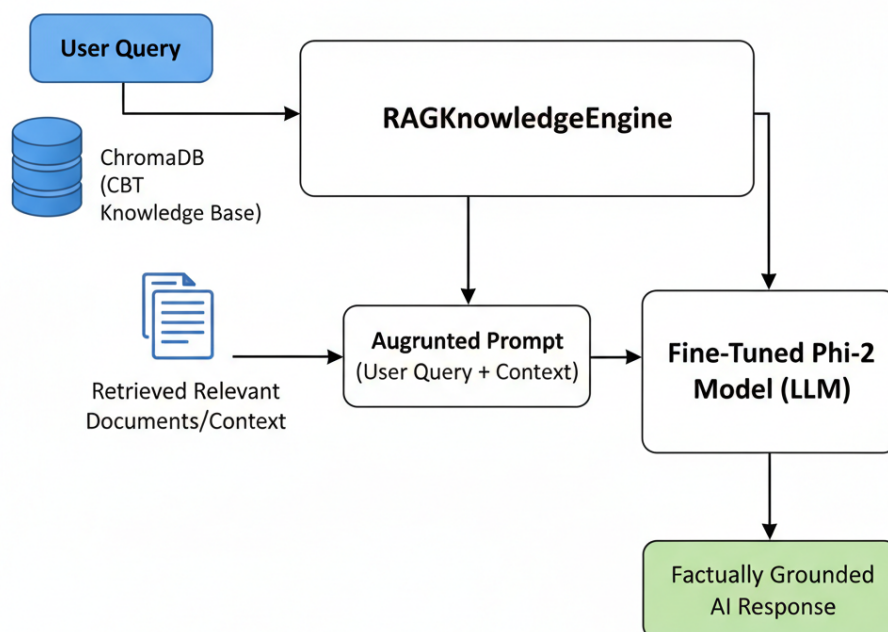 User Query
RAGKnowledgeEngine
ChromaDB
(CBT
Knowledge Base)
Augrunted Prompt
(User Query + Context)
Fine-Tuned Phi-2
Model (LLM)
Retrieved Relevant
Documents/Context
Factually Grounded
AI Response